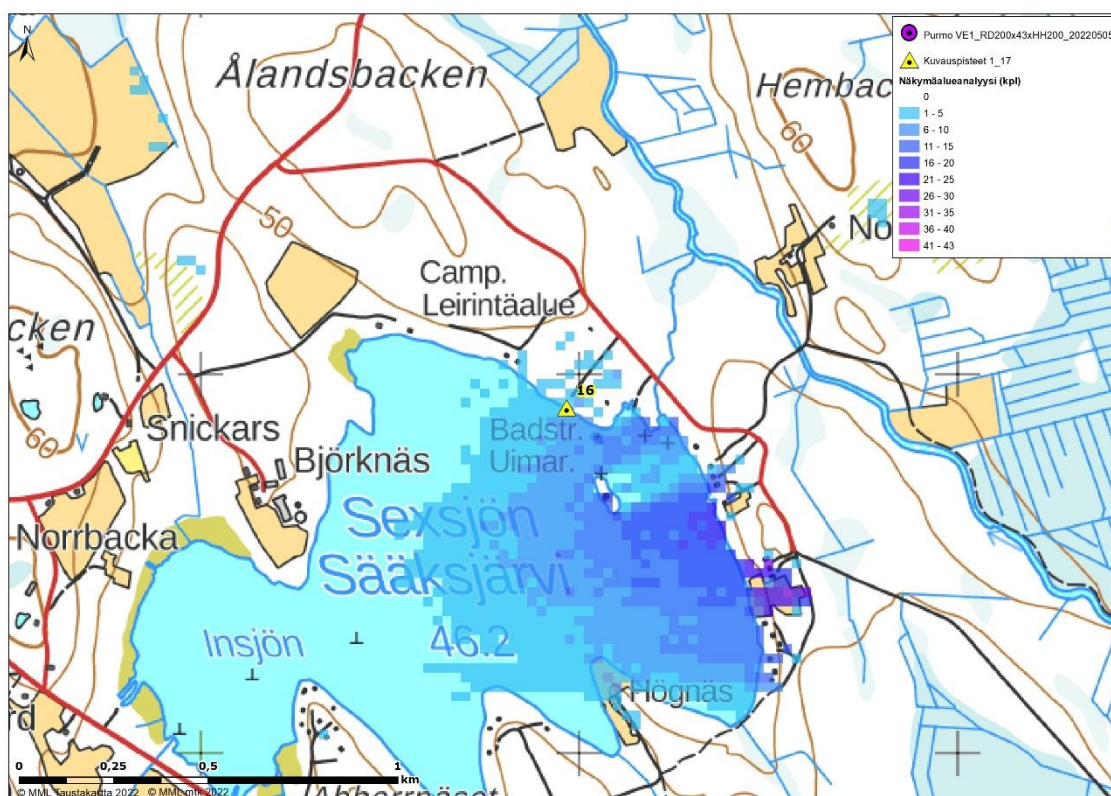 N
Ålandsbacken
Hembac
60
50
No
Camp.
Leirintäalue
cken
60
16
Badstr.
Uimar.
Snickars
Björknäs
Sexsjön
Sääksjärvi
Norrbacka
Insjön
46.2
Högnäs
rd
0 0,25 0,5 1
km
© MML Taustakartta 2022 © MML mtk 2022
Purmo VE1_RD200x43xHH200_20220505
Kuvauspisteet 1_17
Näkymäalueanalyysi (kpl)
0
1 - 5
6 - 10
11 - 15
16 - 20
21 - 25
26 - 30
31 - 35
36 - 40
41 - 43